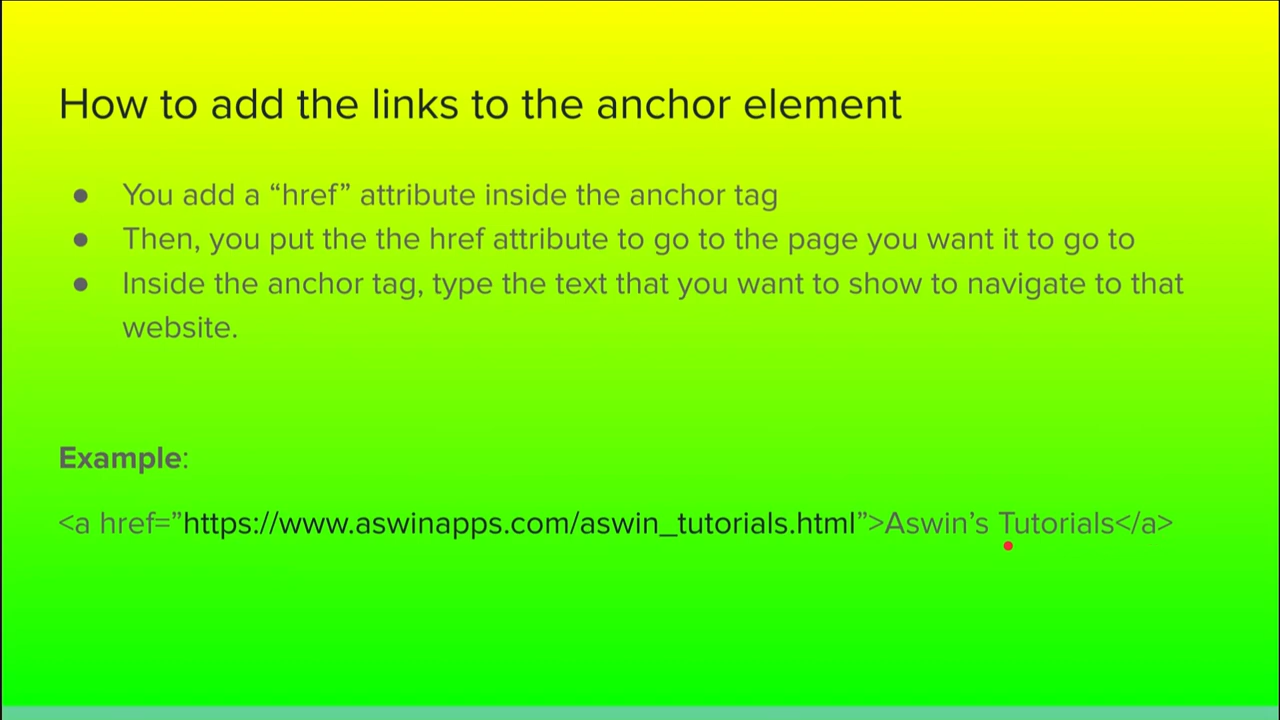 How to add the links to the anchor element
● You add a “href” attribute inside the anchor tag
● Then, you put the the href attribute to go to the page you want it to go to
● Inside the anchor tag, type the text that you want to show to navigate to that
website.
Example:
<a href=”https://www.aswinapps.com/aswin_tutorials.html”>Aswin’s Tutorials</a>